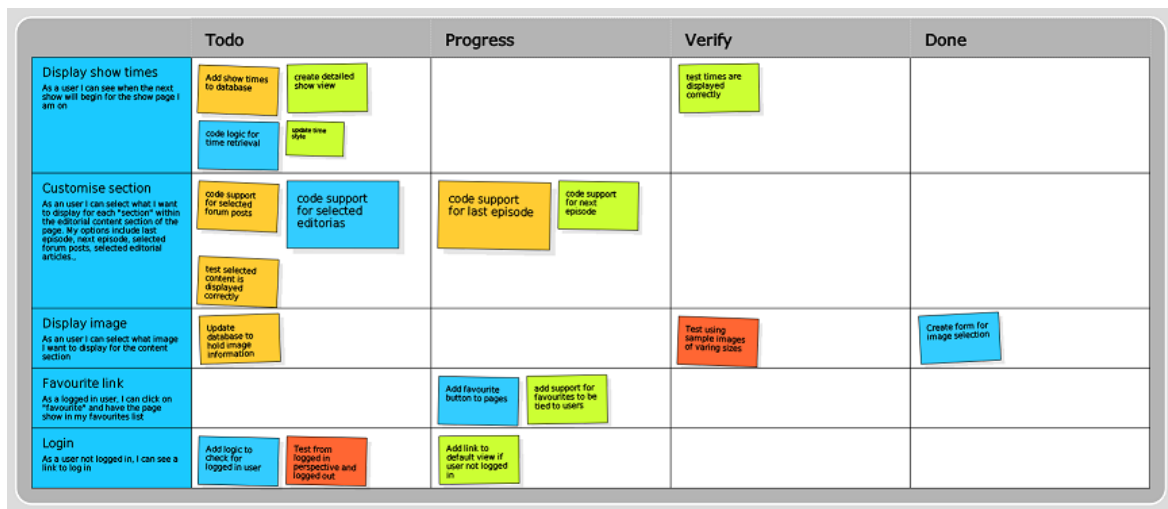 Todo
Progress
Verify
Done
Display show times
As a user I can see when the next
show will begin for the show page I
am on
Add show times
to database
create detailed
show view
code logic for
time retrieval
update time
style
test times are
displayed
correctly
Customise section
As an user I can select what I want
to display for each "section" within
the editorial content section of the
page. My options include last
episode, next episode, selected
forum posts, selected editorial
articles..
code support
for selected
forum posts
code support
for selected
editorias
test selected
content is
displayed
correctly
code support
for last episode
code support
for next
episode
Display image
As an user I can select what image
I want to display for the content
section
Update
database to
hold image
information
Test using
sample images
of varing sizes
Create form for
image selection
Favourite link
As a logged in user, I can click on
"favourite" and have the page
show in my favourites list
Add favourite
button to pages
add support for
favourites to be
tied to users
Login
As a user not logged in, I can see a
link to log in
Add logic to
check for
logged in user
Test from
logged in
perspective and
logged out
Add link to
default view if
user not logged
in